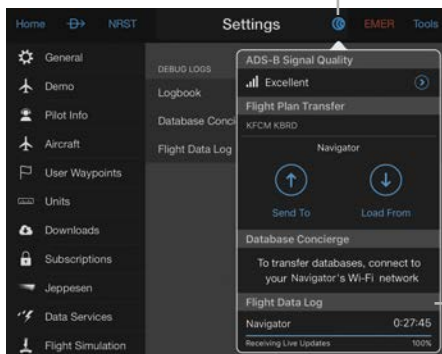 Home NRST Settings EMER Tools
General
Demo
Pilot Info
Aircraft
User Waypoints
Units
Downloads
Subscriptions
Jeppesen
Data Services
Flight Simulation
DEBUG LOGS
Logbook
Database Conci
Flight Data Log
ADS-B Signal Quality
Excellent
Flight Plan Transfer
KFCM KBRD
Navigator
Send To Load From
Database Concierge
To transfer databases, connect to
your Navigator's Wi-Fi network
Flight Data Log
Navigator 0:27:45
Receiving Live Updates 100%